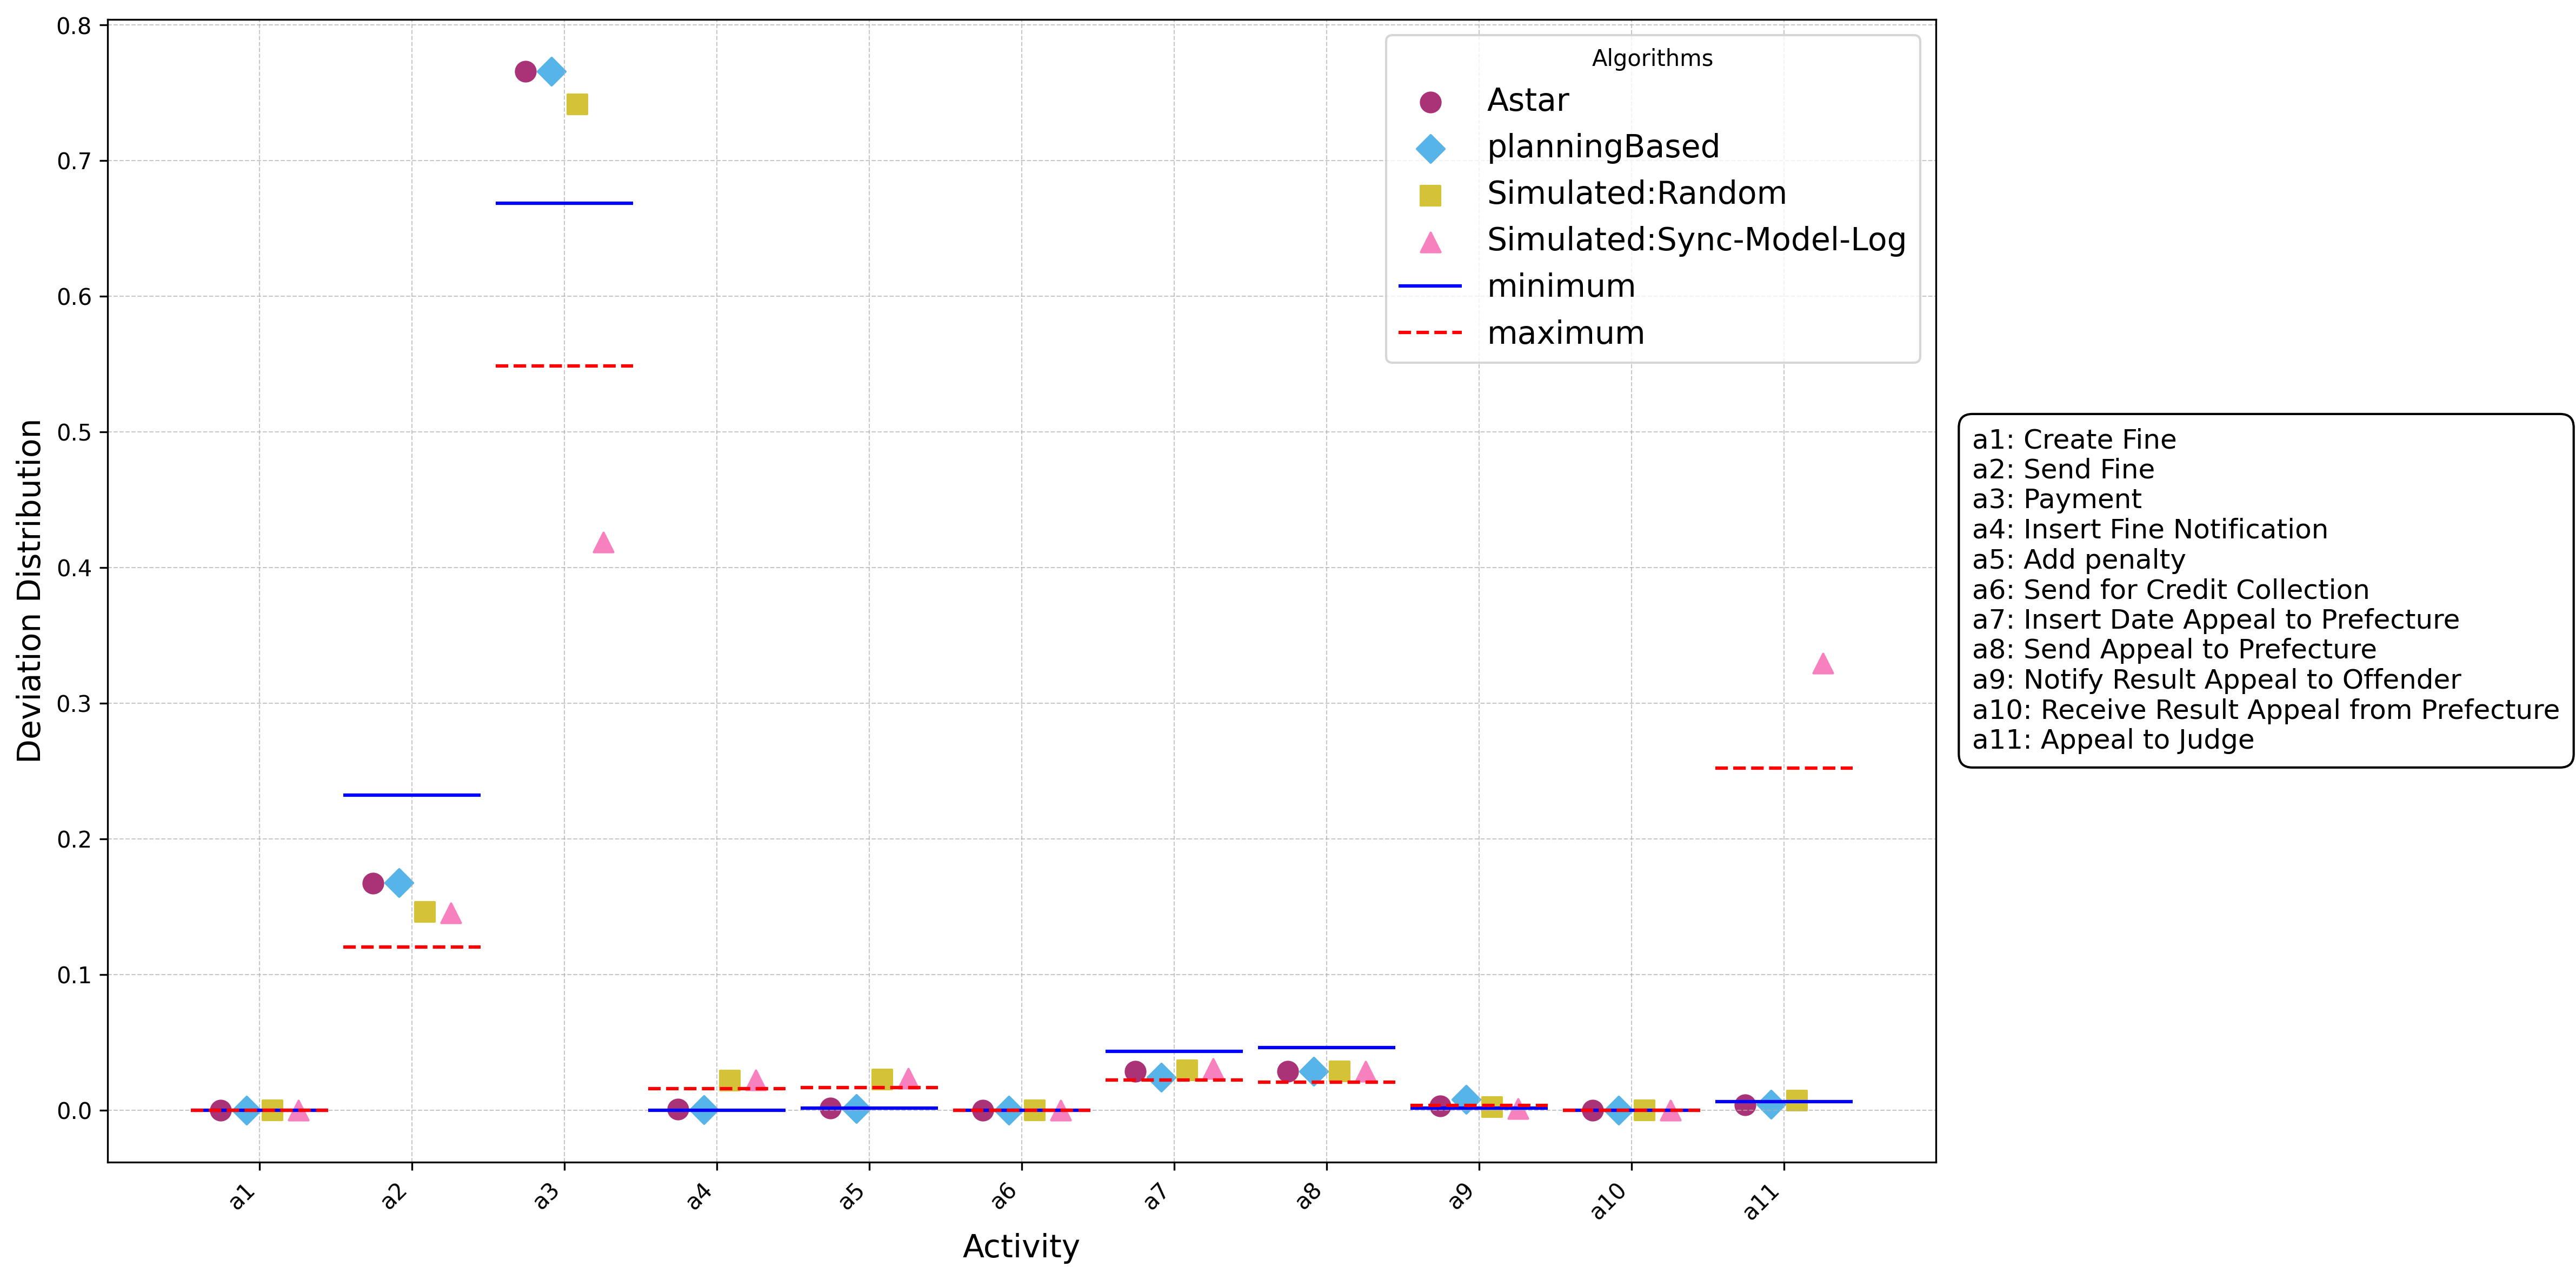 Deviation Distribution
0.8
0.7
0.6
0.5
0.4
0.3
0.2
0.1
0.0
Algorithms
Astar
planningBased
Simulated:Random
Simulated:Sync-Model-Log
minimum
maximum
a1: Create Fine
a2: Send Fine
a3: Payment
a4: Insert Fine Notification
a5: Add penalty
a6: Send for Credit Collection
a7: Insert Date Appeal to Prefecture
a8: Send Appeal to Prefecture
a9: Notify Result Appeal to Offender
a10: Receive Result Appeal from Prefecture
a11: Appeal to Judge
a1 a2 a3 a4 a5 a6 a7 a8 a9 a10 a11
Activity